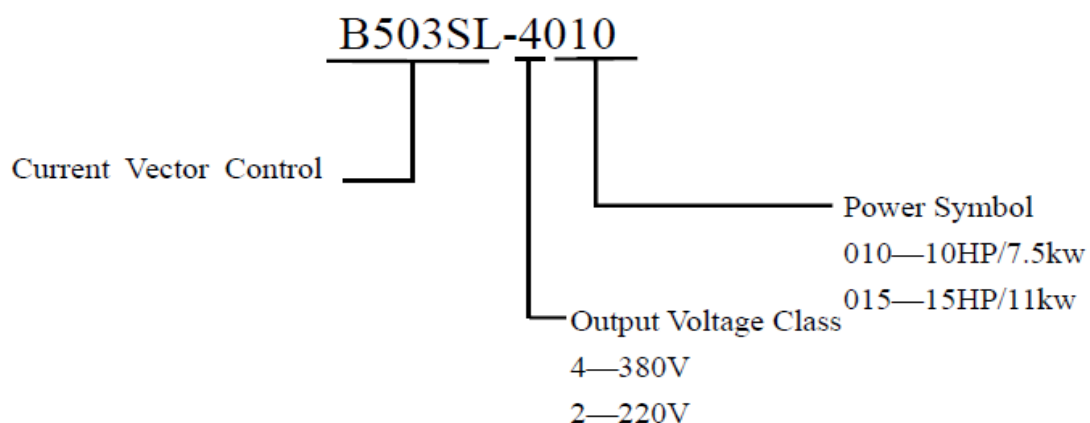 B503SL-4010
Current Vector Control
Power Symbol
010—10HP/7.5kw
015—15HP/11kw
Output Voltage Class
4—380V
2—220V